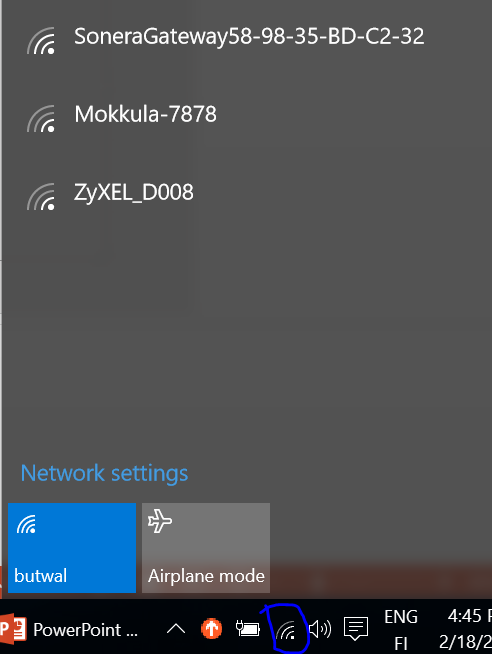 SoneraGateway58-98-35-BD-C2-32
Mokkula-7878
ZyXEL_D008
Network settings
butwal
Airplane mode
P PowerPoint ...
ENG
FI
4:45
2/18/2